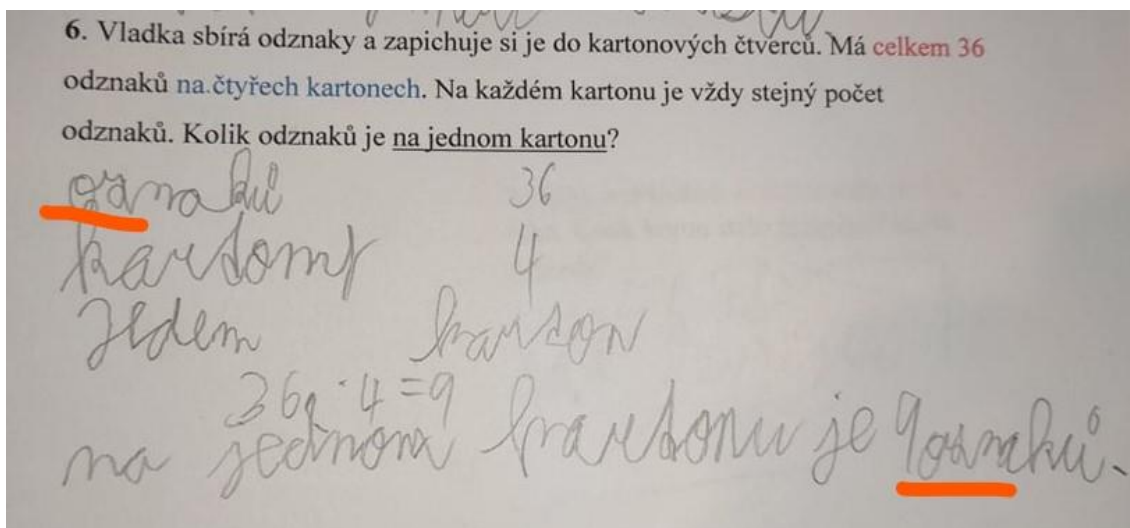 6. Vladka sbírá odznaky a zapichuje si je do kartonových čtverců. Má celkem 36
odznaků na čtyřech kartonech. Na každém kartonu je vždy stejný počet
odznaků. Kolik odznaků je na jednom kartonu?
36
kartony 4
Jeden karton
36 : 4 = 9
na jednom kartonu je 9